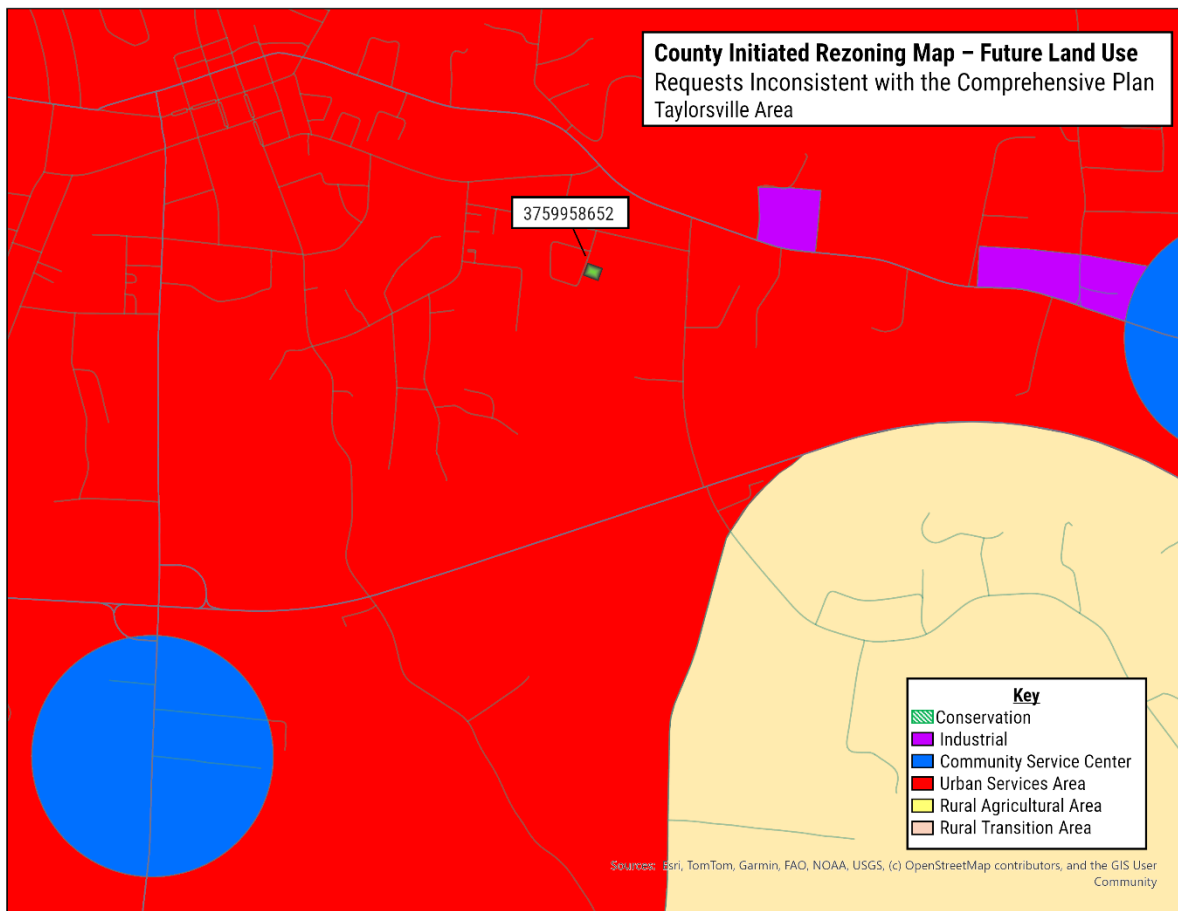 County Initiated Rezoning Map – Future Land Use
Requests Inconsistent with the Comprehensive Plan
Taylorsville Area
3759958652
Key
Conservation
Industrial
Community Service Center
Urban Services Area
Rural Agricultural Area
Rural Transition Area
Sources: Esri, TomTom, Garmin, FAO, NOAA, USGS, (c) OpenStreetMap contributors, and the GIS User
Community